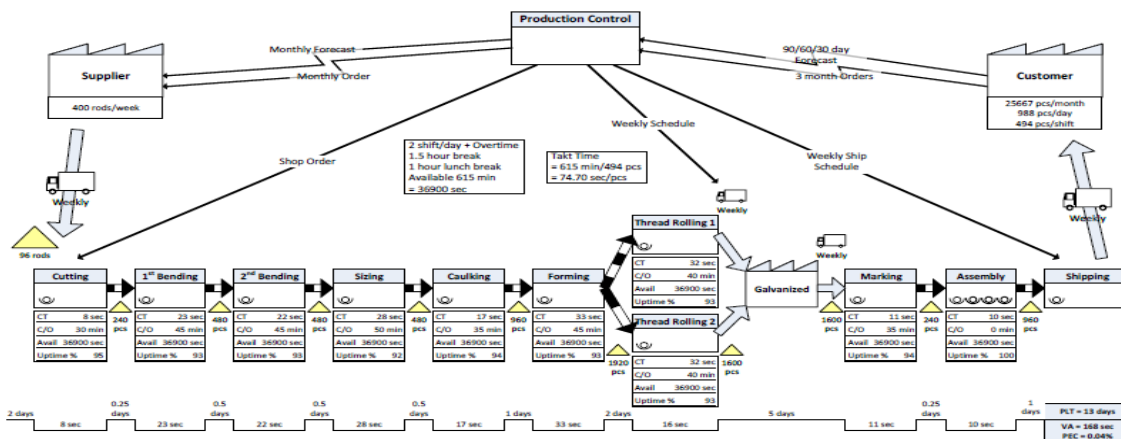 Production Control
Supplier
400 rods/week
Monthly Forecast
Monthly Order
90/60/30 day
Forecast
3 month Orders
Customer
25667 pcs/month
988 pcs/day
494 pcs/shift
Shop Order
2 shift/day + Overtime
1.5 hour break
1 hour lunch break
Available 615 min
= 36900 sec
Takt Time
= 615 min/494 pcs
= 74.70 sec/pcs
Weekly Schedule
Weekly Ship
Schedule
Weekly
Weekly
Weekly
Weekly
96 rods
Cutting
CT 8 sec
C/O 30 min
Avail 36900 sec
Uptime % 95
240
pcs
1st Bending
CT 23 sec
C/O 45 min
Avail 36900 sec
Uptime % 93
480
pcs
2nd Bending
CT 22 sec
C/O 45 min
Avail 36900 sec
Uptime % 93
480
pcs
Sizing
CT 28 sec
C/O 50 min
Avail 36900 sec
Uptime % 92
480
pcs
Caulking
CT 17 sec
C/O 35 min
Avail 36900 sec
Uptime % 94
960
pcs
Forming
CT 33 sec
C/O 45 min
Avail 36900 sec
Uptime % 93
1920
pcs
Thread Rolling 1
CT 32 sec
C/O 40 min
Avail 36900 sec
Uptime % 93
Thread Rolling 2
CT 32 sec
C/O 40 min
Avail 36900 sec
Uptime % 93
1600
pcs
Galvanized
1600
pcs
Marking
CT 11 sec
C/O 35 min
Avail 36900 sec
Uptime % 94
240
pcs
Assembly
CT 10 sec
C/O 0 min
Avail 36900 sec
Uptime % 100
960
pcs
Shipping
2 days
8 sec
0.25
days
23 sec
0.5
days
22 sec
0.5
days
28 sec
0.5
days
17 sec
1 days
33 sec
2 days
16 sec
5 days
11 sec
0.25
days
10 sec
1
days
PLT = 13 days
VA = 168 sec
PEC = 0.04%